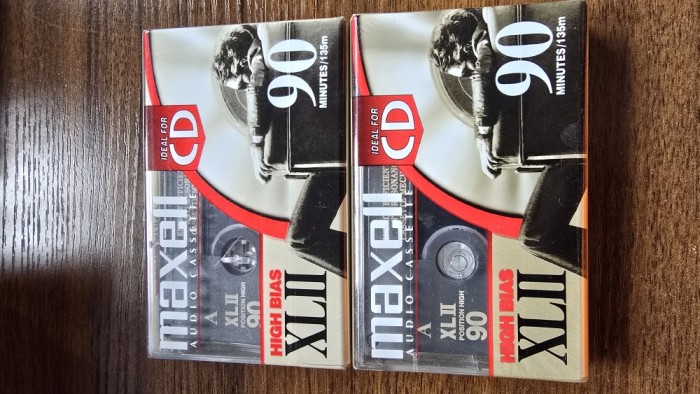 maxell
AUDIO CASSETTE
IDEAL FOR
CD
90
MINUTES/135m
A
XLII
POSITION HIGH
90
HIGH BIAS
XLII
maxell
AUDIO CASSETTE
IDEAL FOR
CD
90
MINUTES/135m
A
XLII
POSITION HIGH
90
HIGH BIAS
XLII